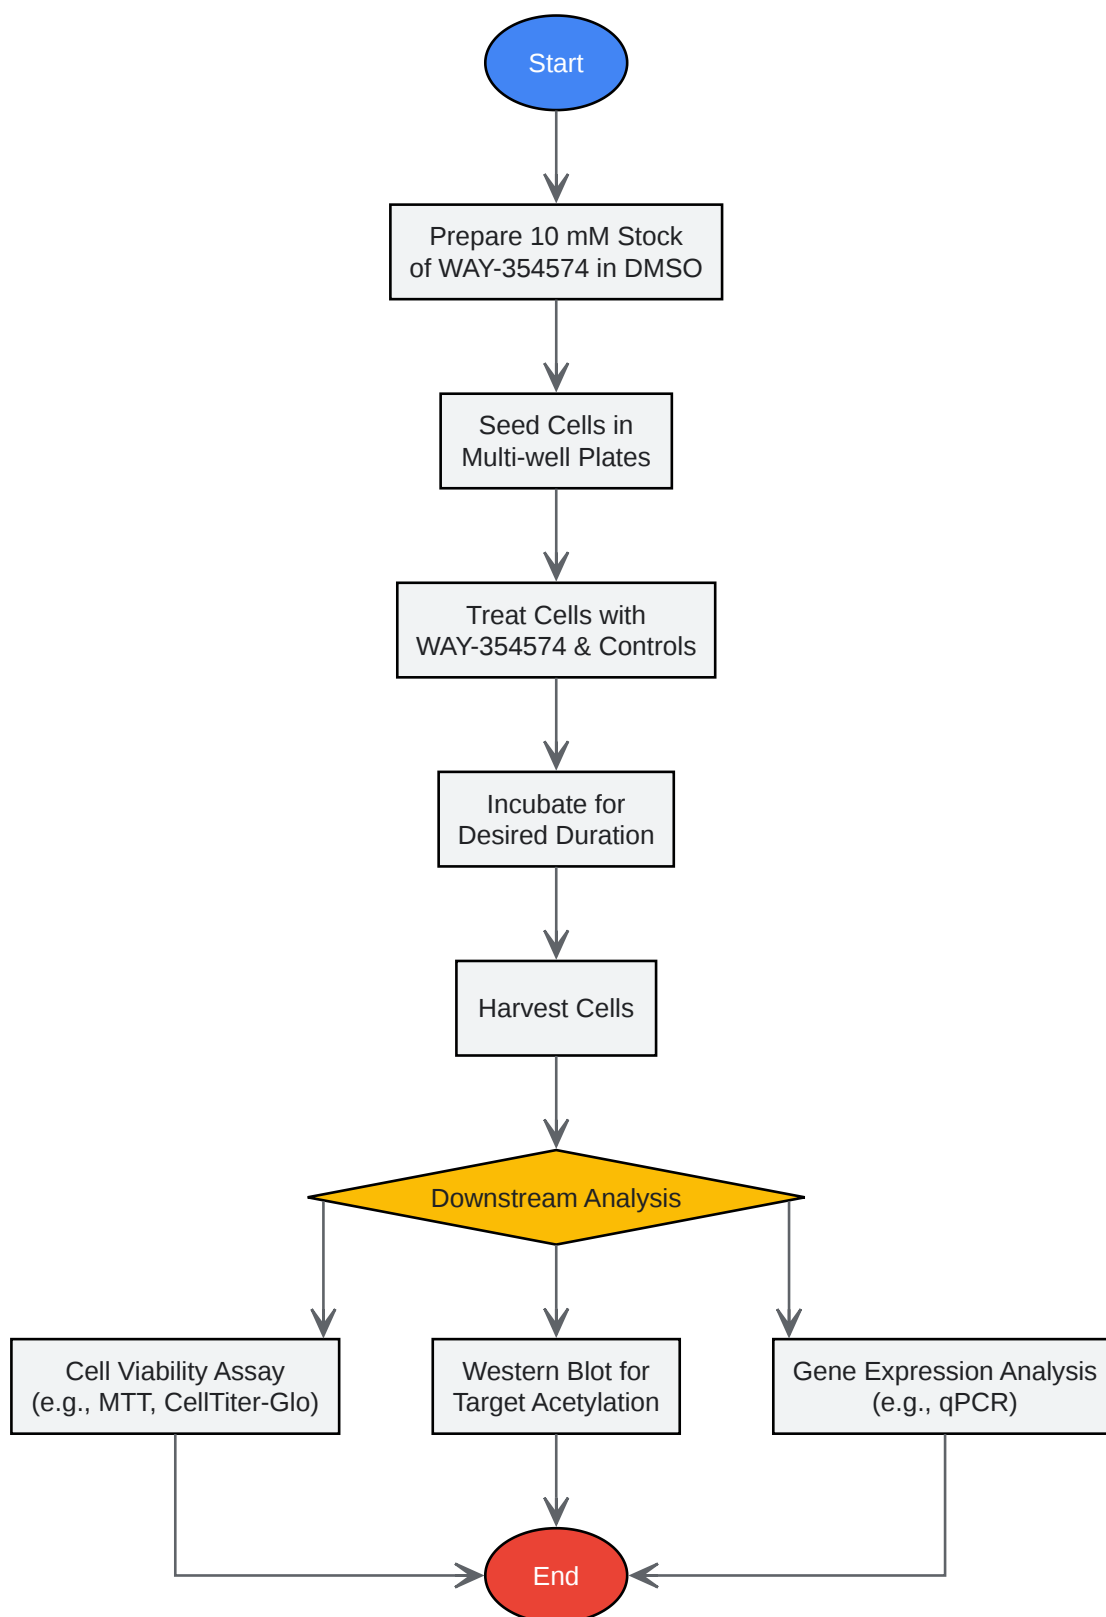 Start
Prepare 10 mM Stock
of WAY-354574 in DMSO
Seed Cells in
Multi-well Plates
Treat Cells with
WAY-354574 & Controls
Incubate for
Desired Duration
Harvest Cells
Downstream Analysis
Cell Viability Assay
(e.g., MTT, CellTiter-Glo)
Western Blot for
Target Acetylation
Gene Expression Analysis
(e.g., qPCR)
End